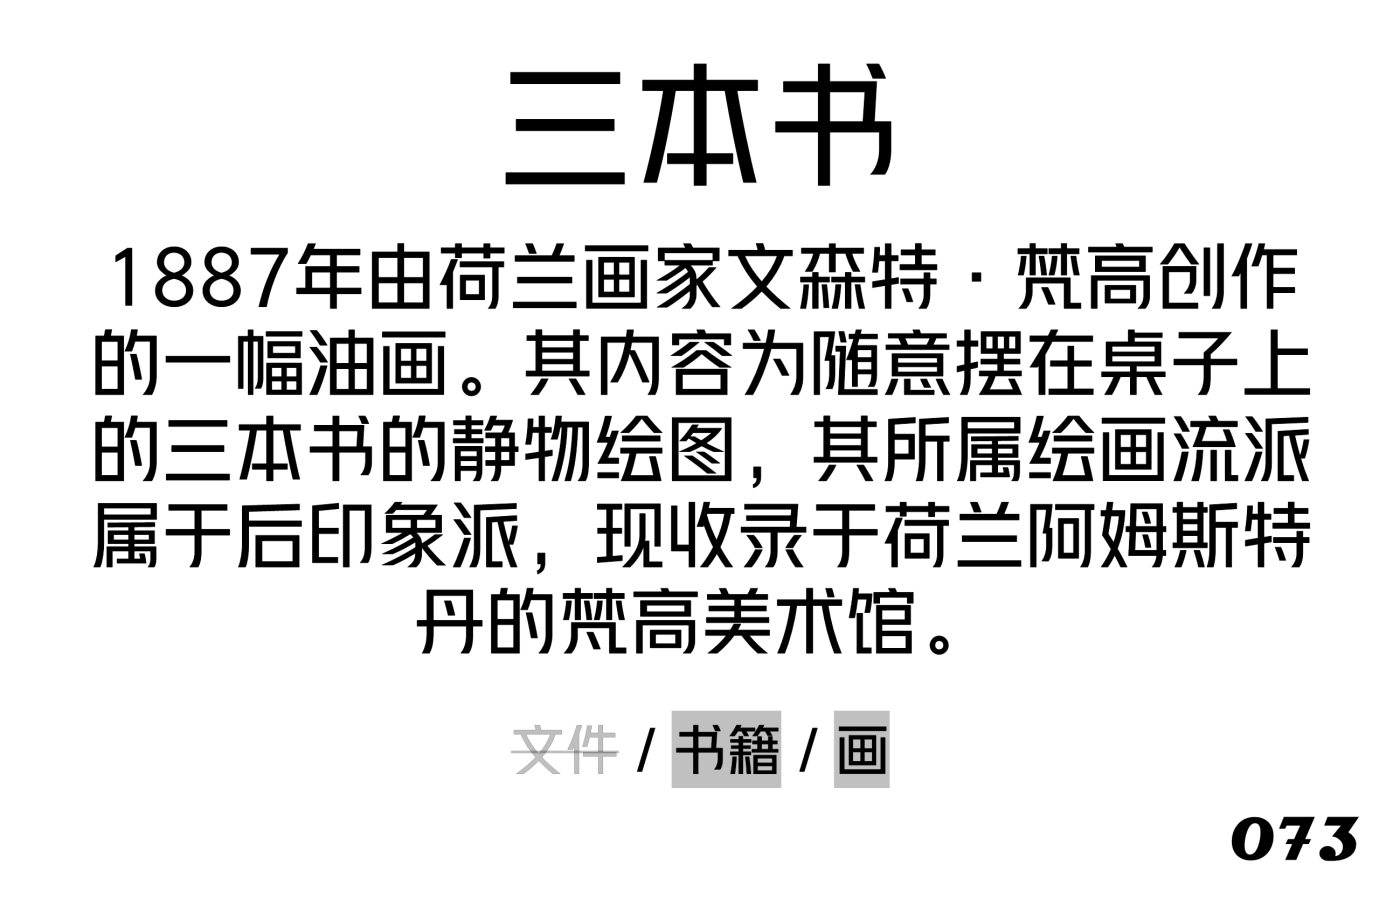 三本书
1887年由荷兰画家文森特·梵高创作
的一幅油画。其内容为随意摆在桌子上
的三本书的静物绘图，其所属绘画流派
属于后印象派，现收录于荷兰阿姆斯特
丹的梵高美术馆。
文件 / 书籍 / 画
073